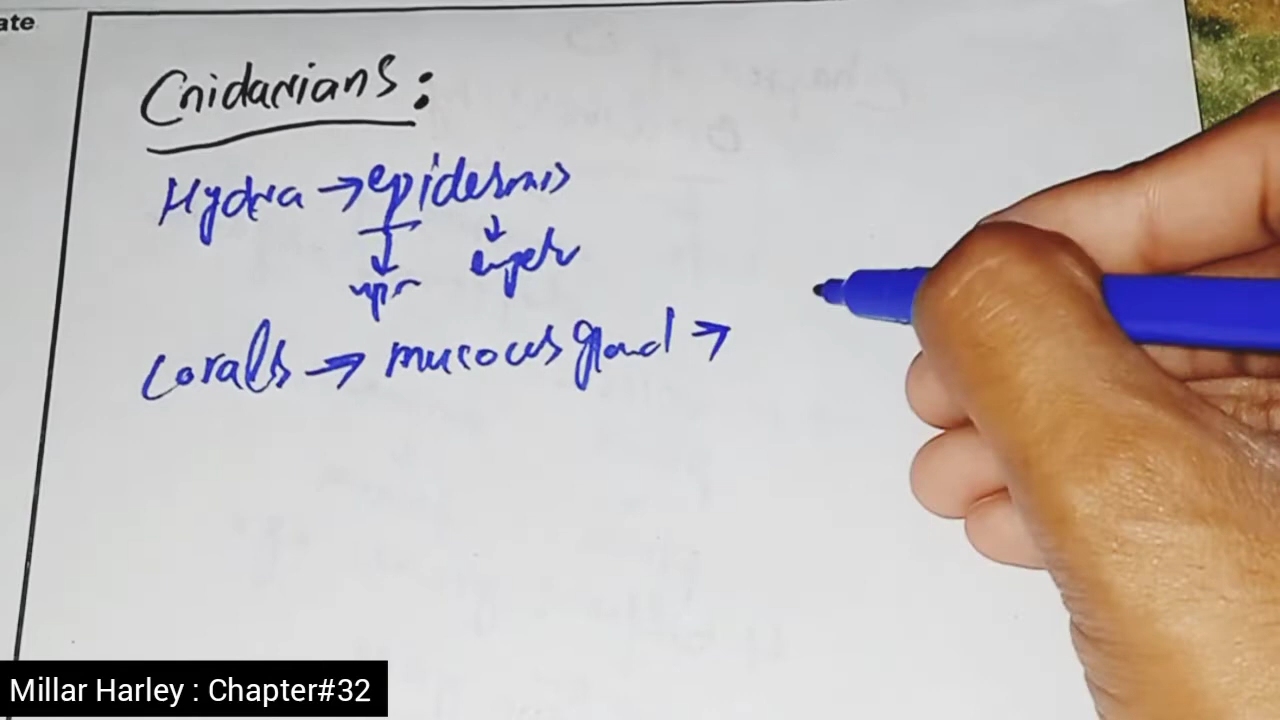 ate
Cnidarians:
Hydra → epidermis
↓ ↓
Corals → mucous gland →
Millar Harley : Chapter#32